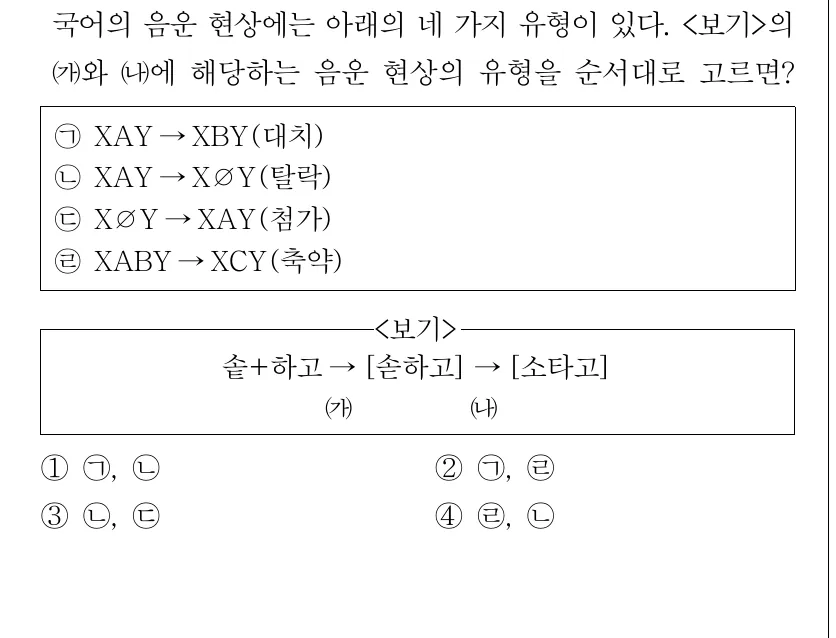 국어의 음운 현상에는 아래의 네 가지 유형이 있다. <보기>의
㈎와 ㈏에 해당하는 음운 현상의 유형을 순서대로 고르면?
㉠ XAY → XBY(대치)
㉡ XAY → X∅Y(탈락)
㉢ X∅Y → XAY(첨가)
㉣ XABY → XCY(축약)
<보기>
솥+하고 → [솓하고] → [소타고]
㈎ ㈏
① ㉠, ㉡ ② ㉠, ㉣
③ ㉡, ㉢ ④ ㉣, ㉡